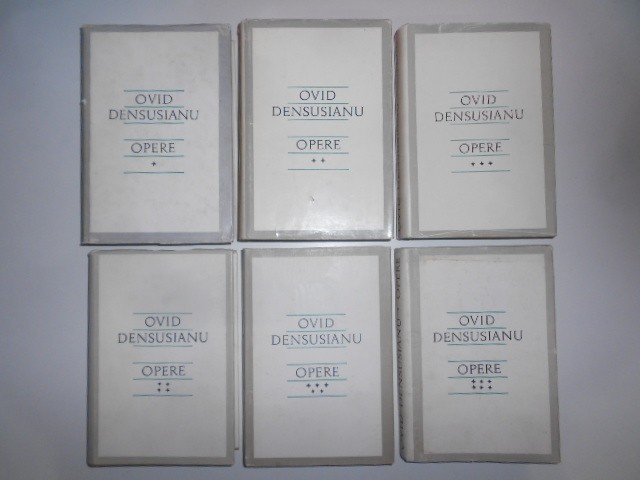 OVID
DENSUSIANU
OPERE
+
OVID
DENSUSIANU
OPERE
+ +
OVID
DENSUSIANU
OPERE
+ + +
OVID
DENSUSIANU
OPERE
+ +
+ +
OVID
DENSUSIANU
OPERE
+ + +
+ +
OVID
DENSUSIANU
OPERE
+ + +
+ + +